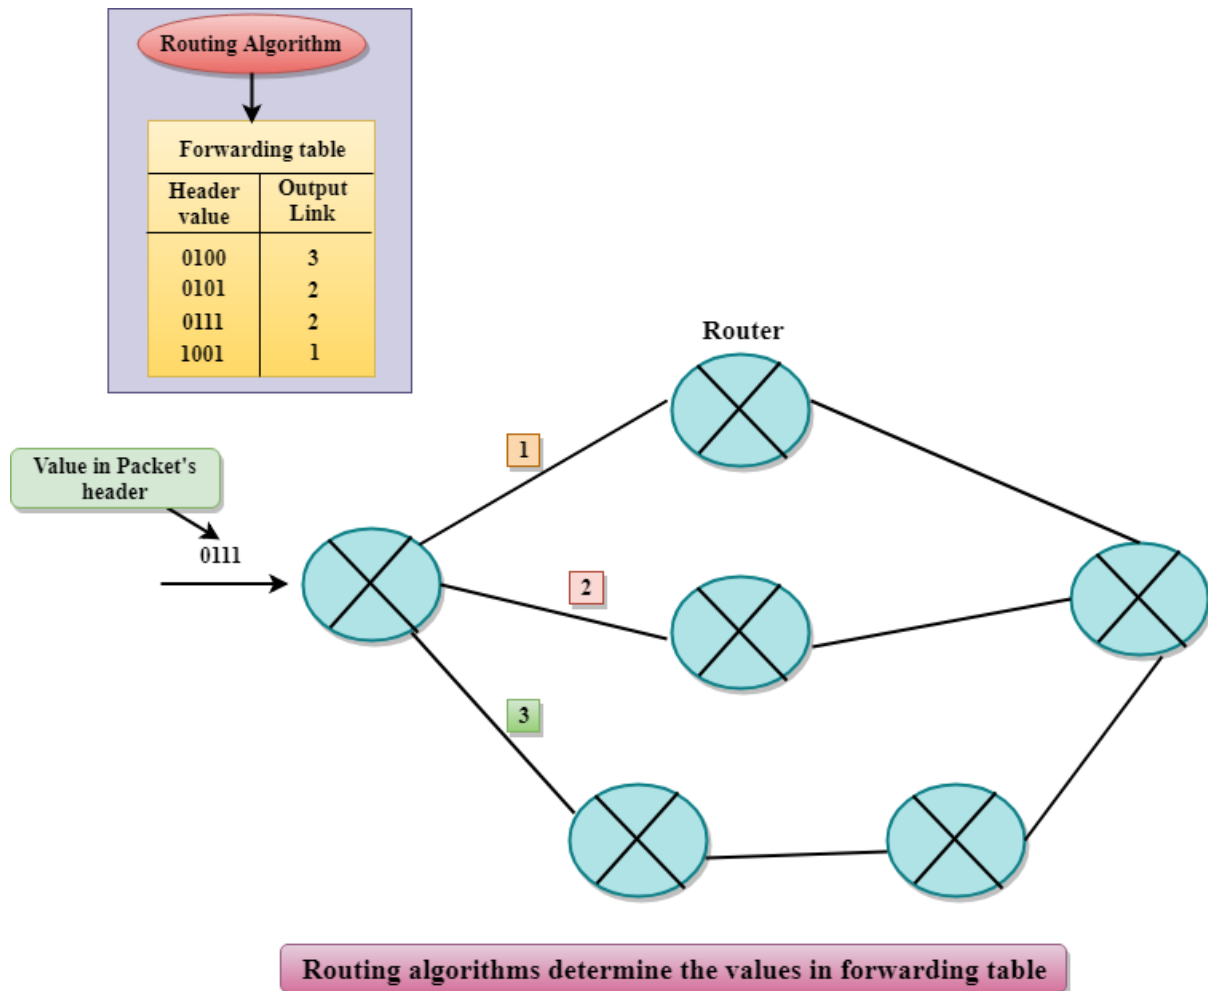 Routing Algorithm
Forwarding table
Header value
Output Link
0100 3
0101 2
0111 2
1001 1
Router
1
Value in Packet's
header
0111
2
3
Routing algorithms determine the values in forwarding table